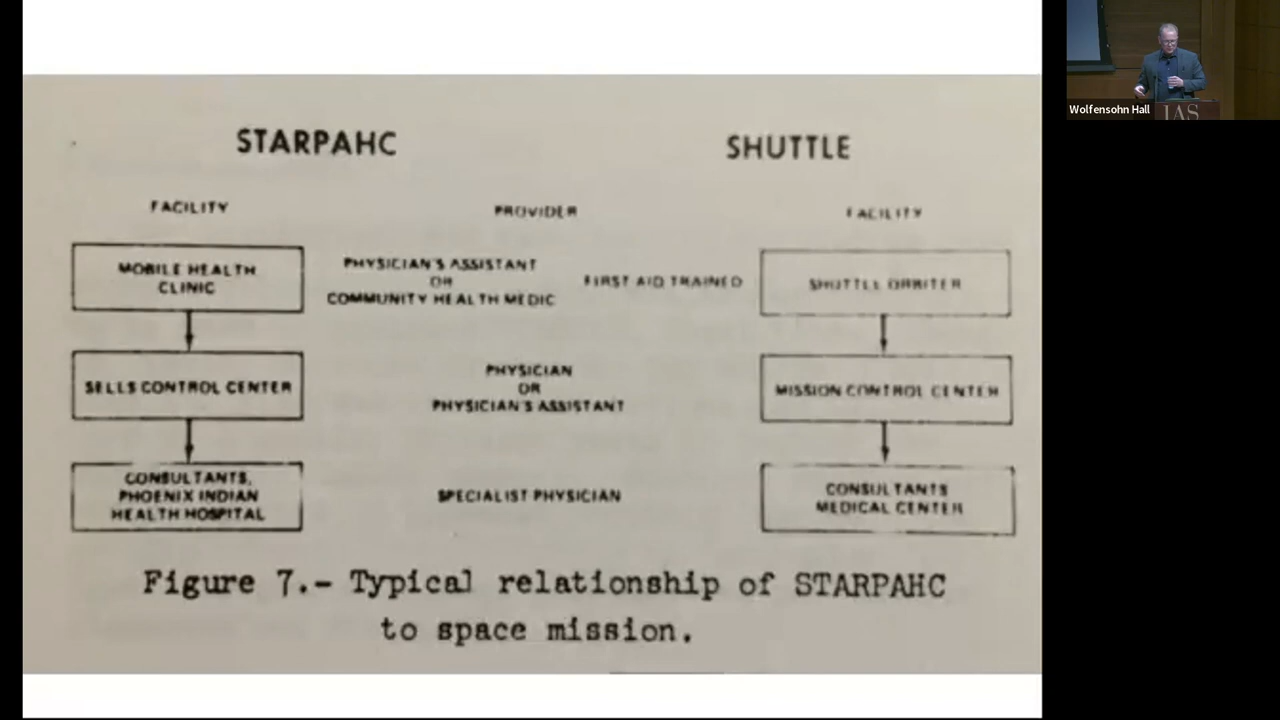 STARPAHC
SHUTTLE
FACILITY
PROVIDER
FACILITY
MOBILE HEALTH
CLINIC
PHYSICIAN'S ASSISTANT
OR
COMMUNITY HEALTH MEDIC
FIRST AID TRAINED
SHUTTLE ORBITER
SELLS CONTROL CENTER
PHYSICIAN
OR
PHYSICIAN'S ASSISTANT
MISSION CONTROL CENTER
CONSULTANTS,
PHOENIX INDIAN
HEALTH HOSPITAL
SPECIALIST PHYSICIAN
CONSULTANTS
MEDICAL CENTER
Figure 7.- Typical relationship of STARPAHC
to space mission.
Wolfensohn Hall
IAS